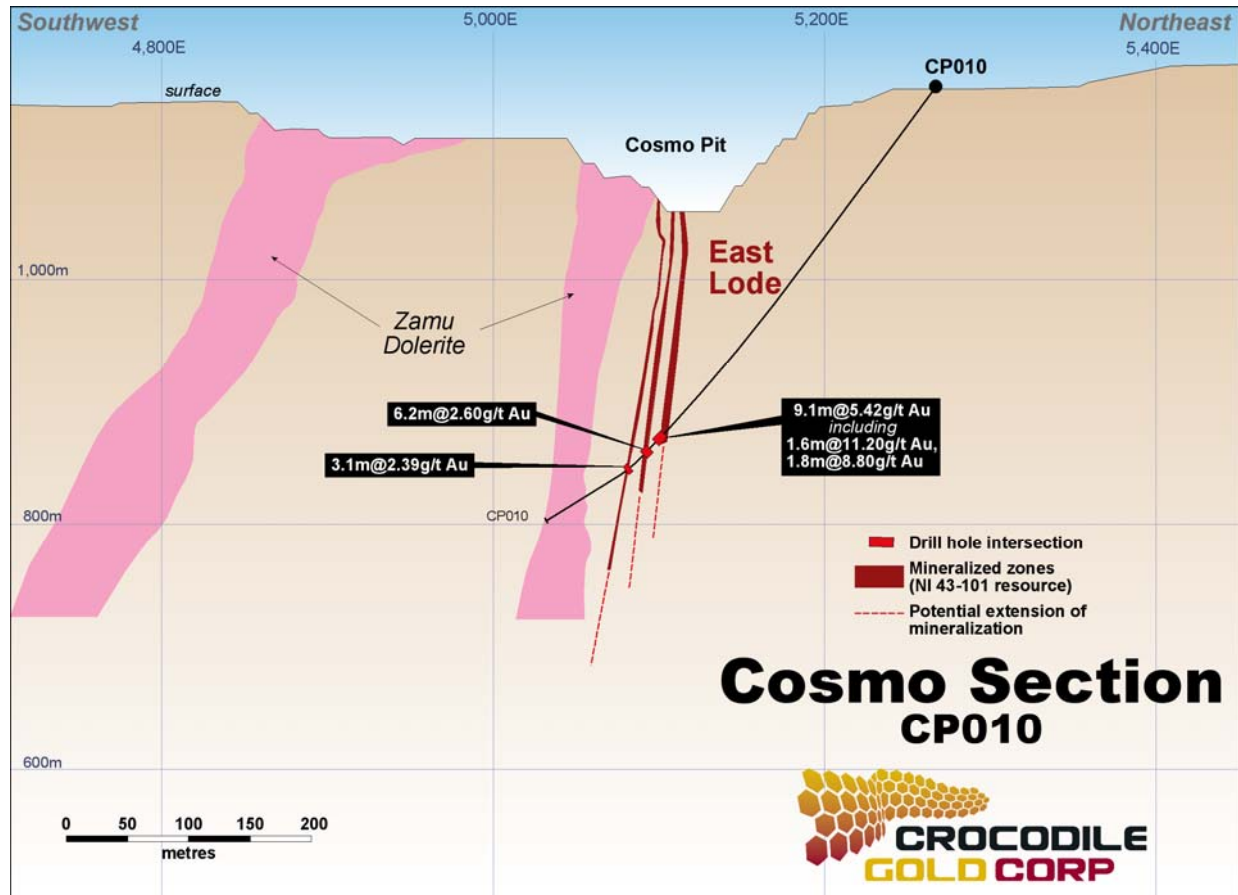 Southwest
5,000E
5,200E
Northeast
4,800E
5,400E
CP010
surface
Cosmo Pit
East
Lode
1,000m
Zamu
Dolerite
6.2m@2.60g/t Au
9.1m@5.42g/t Au
including
1.6m@11.20g/t Au,
1.8m@8.80g/t Au
3.1m@2.39g/t Au
CP010
800m
Drill hole intersection
Mineralized zones
(NI 43-101 resource)
Potential extension of
mineralization
Cosmo Section
CP010
600m
0 50 100 150 200
metres
CROCODILE
GOLD CORP